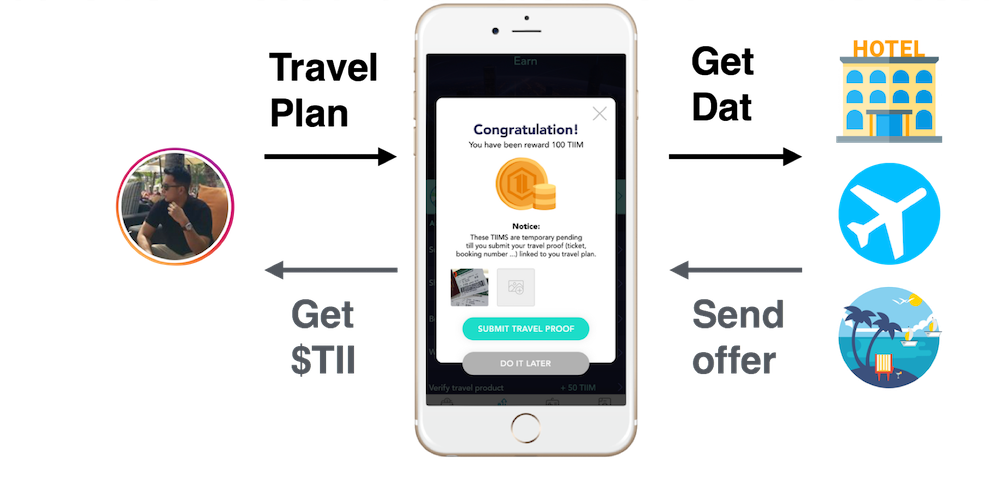 Travel
Plan
Get
$TII
Earn
Congratulation!
You have been reward 100 TIIM
Notice:
These TIIMS are temporary pending
till you submit your travel proof (ticket,
booking number ...) linked to you travel plan.
SUBMIT TRAVEL PROOF
DO IT LATER
Verify travel product
+ 50 TIIM
Get
Dat
Send
offer
HOTEL